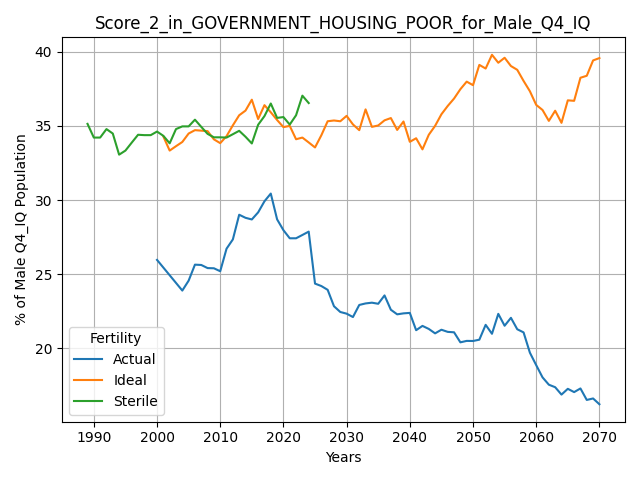 Score_2_in_GOVERNMENT_HOUSING_POOR_for_Male_Q4_IQ
% of Male Q4_IQ Population
40
35
30
25
20
Fertility
Actual
Ideal
Sterile
1990 2000 2010 2020 2030 2040 2050 2060 2070
Years